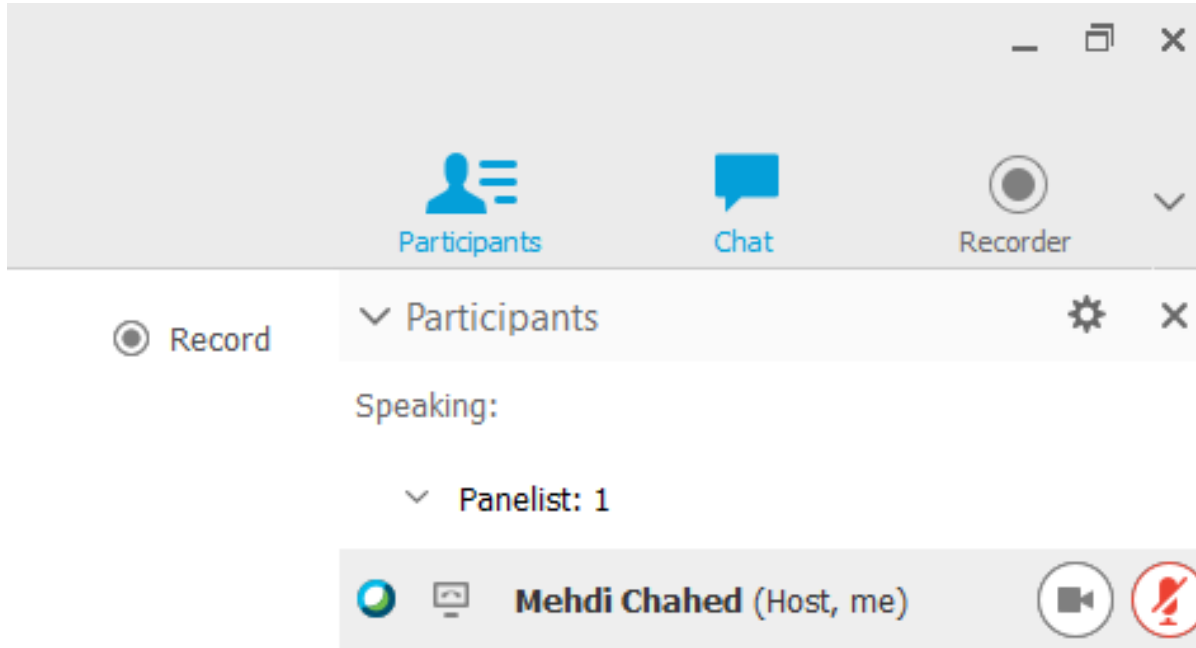 Participants Chat Recorder
Record
Participants
Speaking:
Panelist: 1
Mehdi Chahed (Host, me)